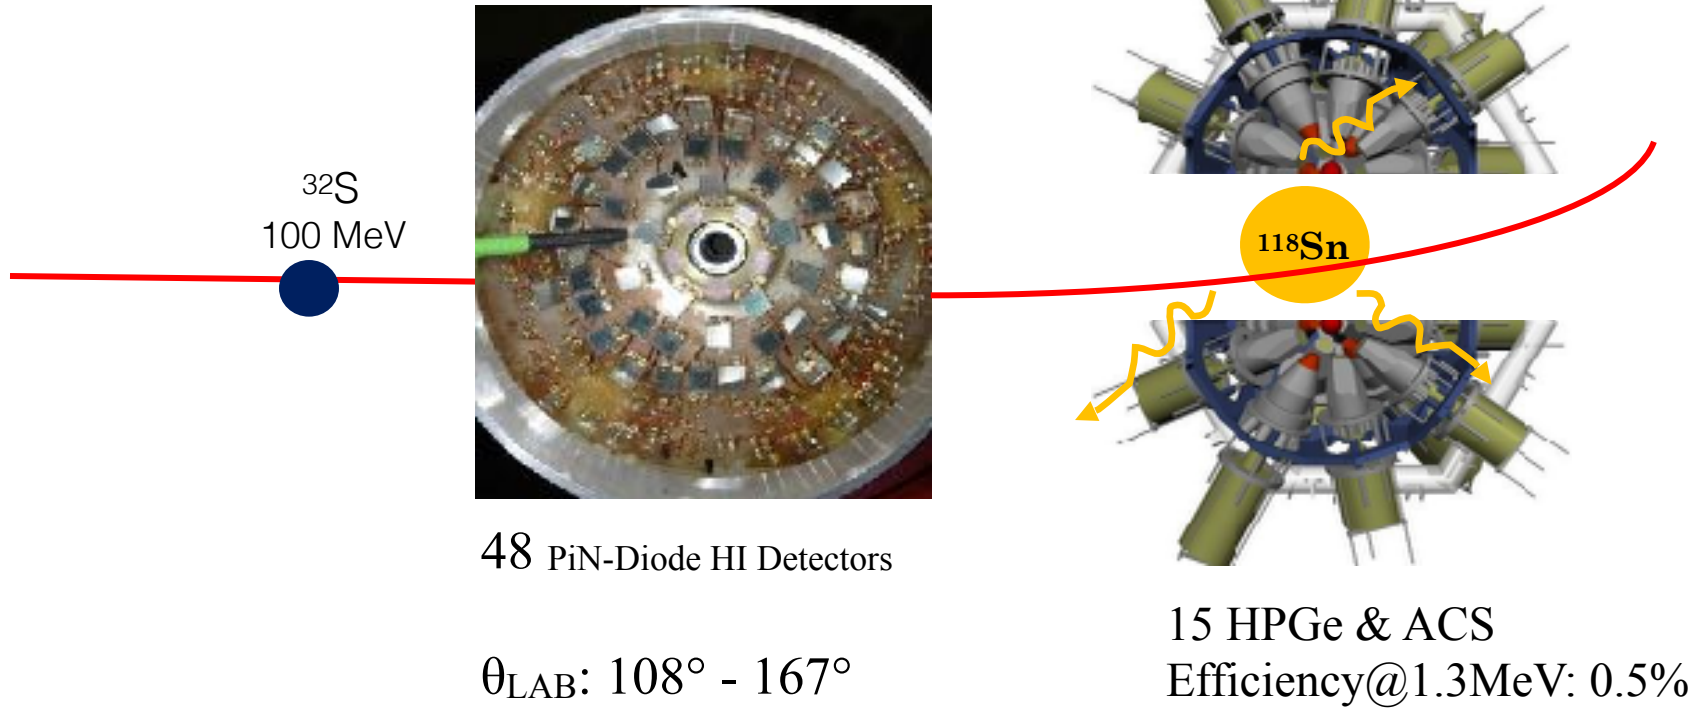 ³²S
100 MeV
¹¹⁸Sn
48 PiN-Diode HI Detectors
θLAB: 108° - 167°
15 HPGe & ACS
Efficiency@1.3MeV: 0.5%